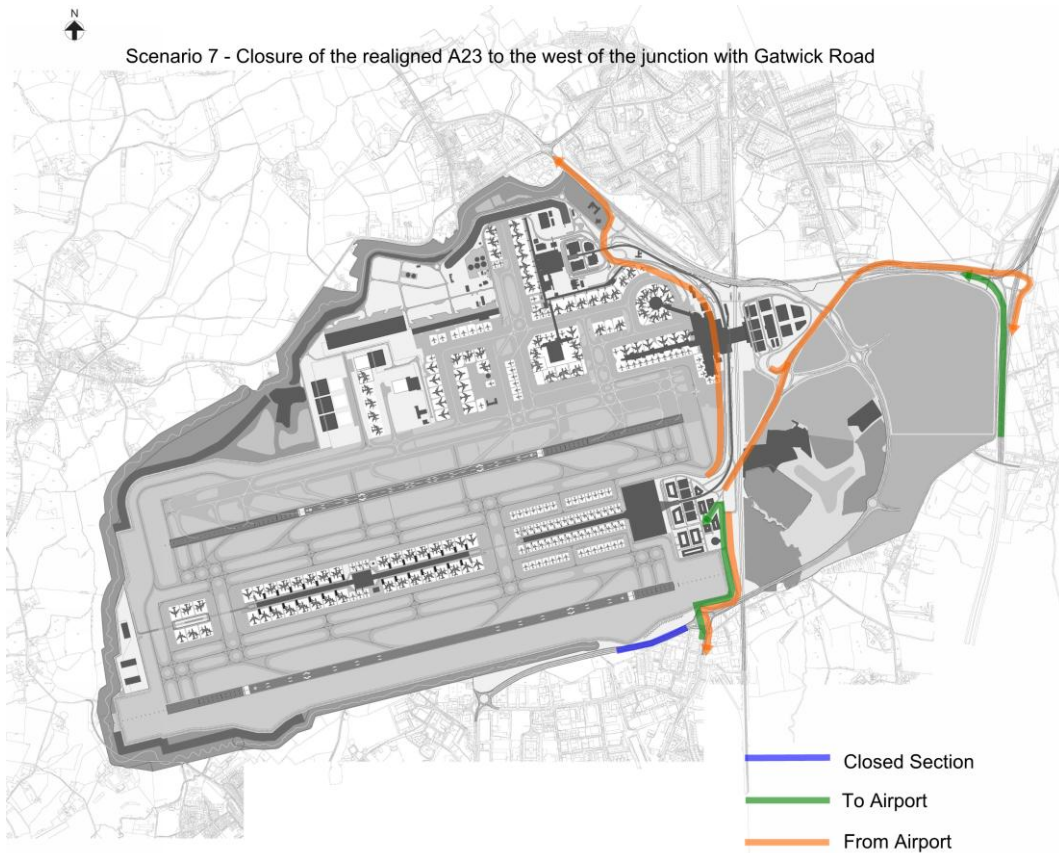 N
Scenario 7 - Closure of the realigned A23 to the west of the junction with Gatwick Road
Closed Section
To Airport
From Airport